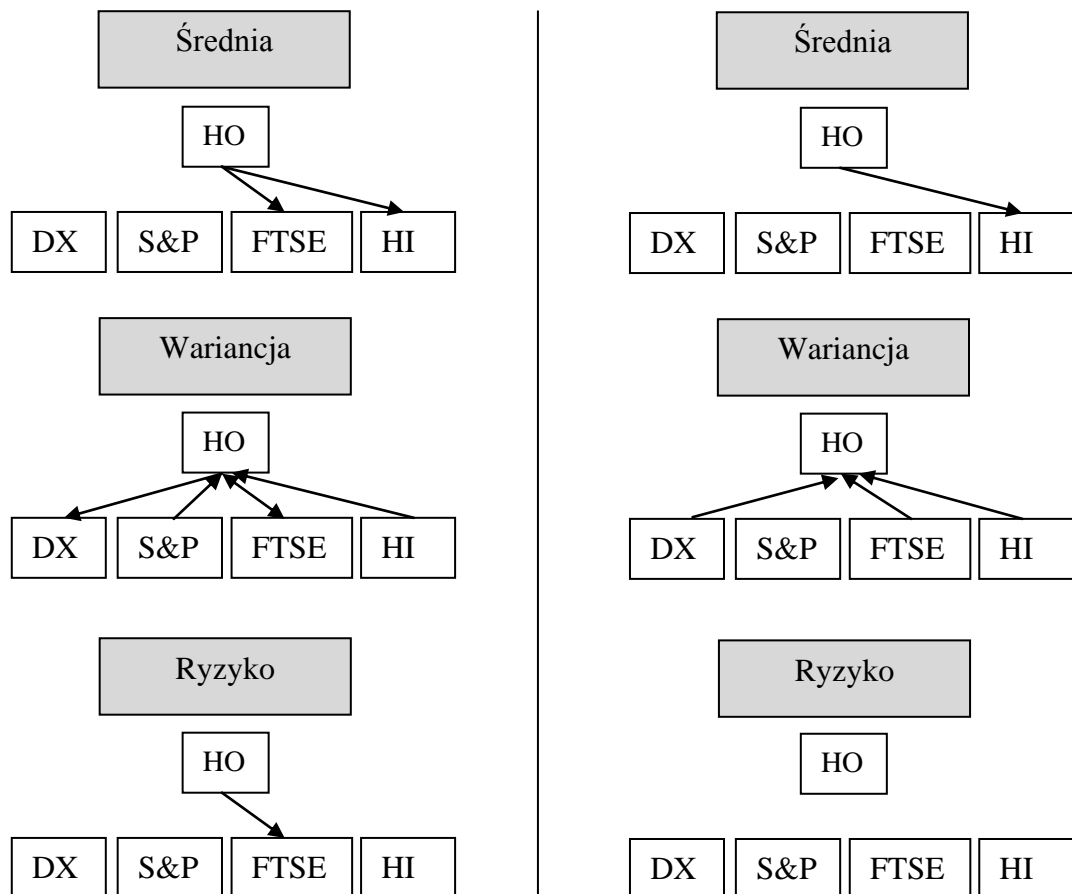 Średnia
HO
DX S&P FTSE HI
Wariancja
HO
DX S&P FTSE HI
Ryzyko
HO
DX S&P FTSE HI
Średnia
HO
DX S&P FTSE HI
Wariancja
HO
DX S&P FTSE HI
Ryzyko
HO
DX S&P FTSE HI